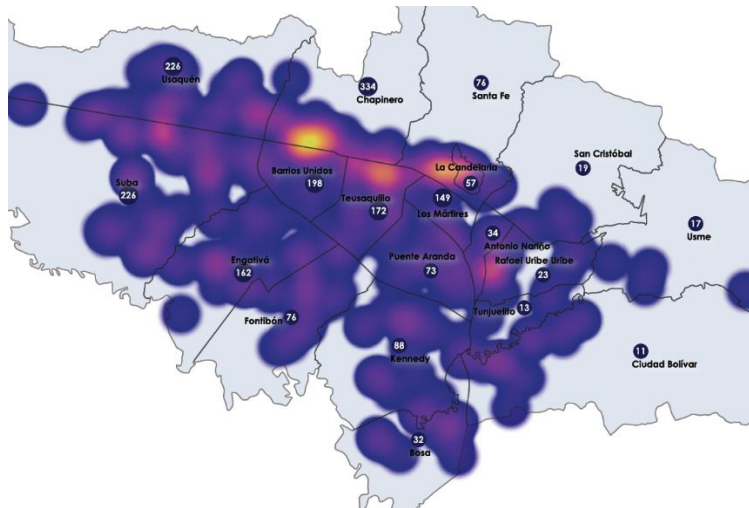 226
Usaquén
334
Chapinero
76
Santa Fe
San Cristóbal
19
La Candelaria
57
Barrios Unidos
198
Suba
226
Teusaquillo
172
149
Los Mártires
17
Usme
34
Antonio Nariño
Rafael Uribe Uribe
23
Puente Aranda
73
Engativá
162
Fontibón 76
Tunjuelito 13
88
Kennedy
11
Ciudad Bolívar
32
Bosa